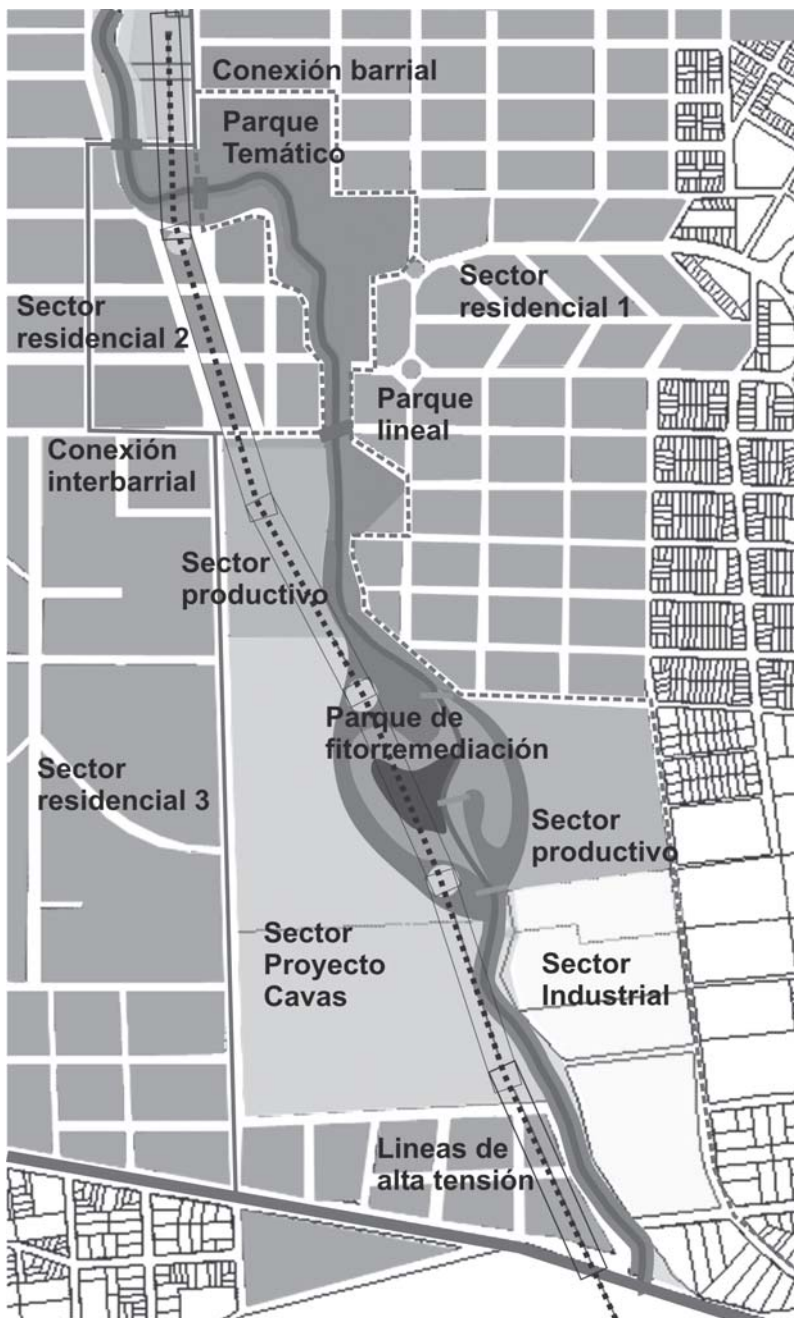 Conexión barrial
Parque
Temático
Sector
residencial 1
Sector
residencial 2
Parque
lineal
Conexión
interbarrial
Sector
productivo
Parque de
fitorremediación
Sector
residencial 3
Sector
productivo
Sector
Proyecto
Cavas
Sector
Industrial
Lineas de
alta tensión